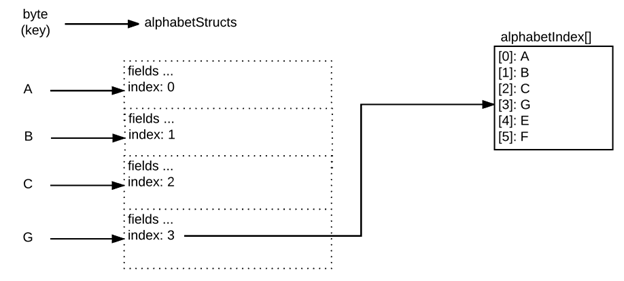 byte
(key)
alphabetStructs
alphabetIndex[]
[0]: A
[1]: B
[2]: C
[3]: G
[4]: E
[5]: F
A
fields ...
index: 0
B
fields ...
index: 1
C
fields ...
index: 2
G
fields ...
index: 3